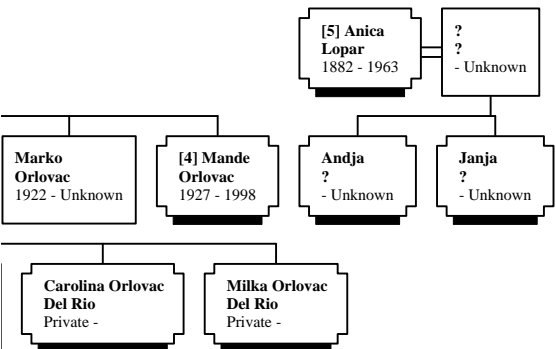 [5] Anica
Lopar
1882 - 1963
?
?
- Unknown
Marko
Orlovac
1922 - Unknown
[4] Mande
Orlovac
1927 - 1998
Andja
?
- Unknown
Janja
?
- Unknown
Carolina Orlovac
Del Rio
Private -
Milka Orlovac
Del Rio
Private -